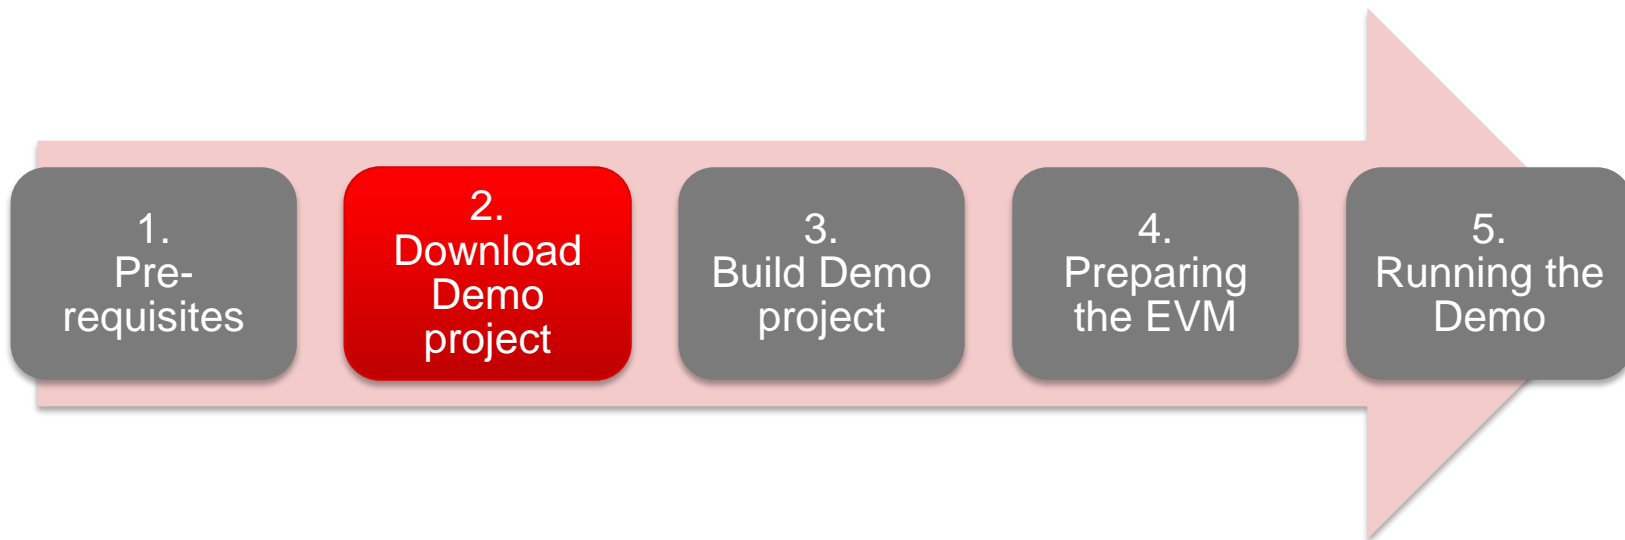 1.
Pre-
requisites
2.
Download
Demo
project
3.
Build Demo
project
4.
Preparing
the EVM
5.
Running the
Demo